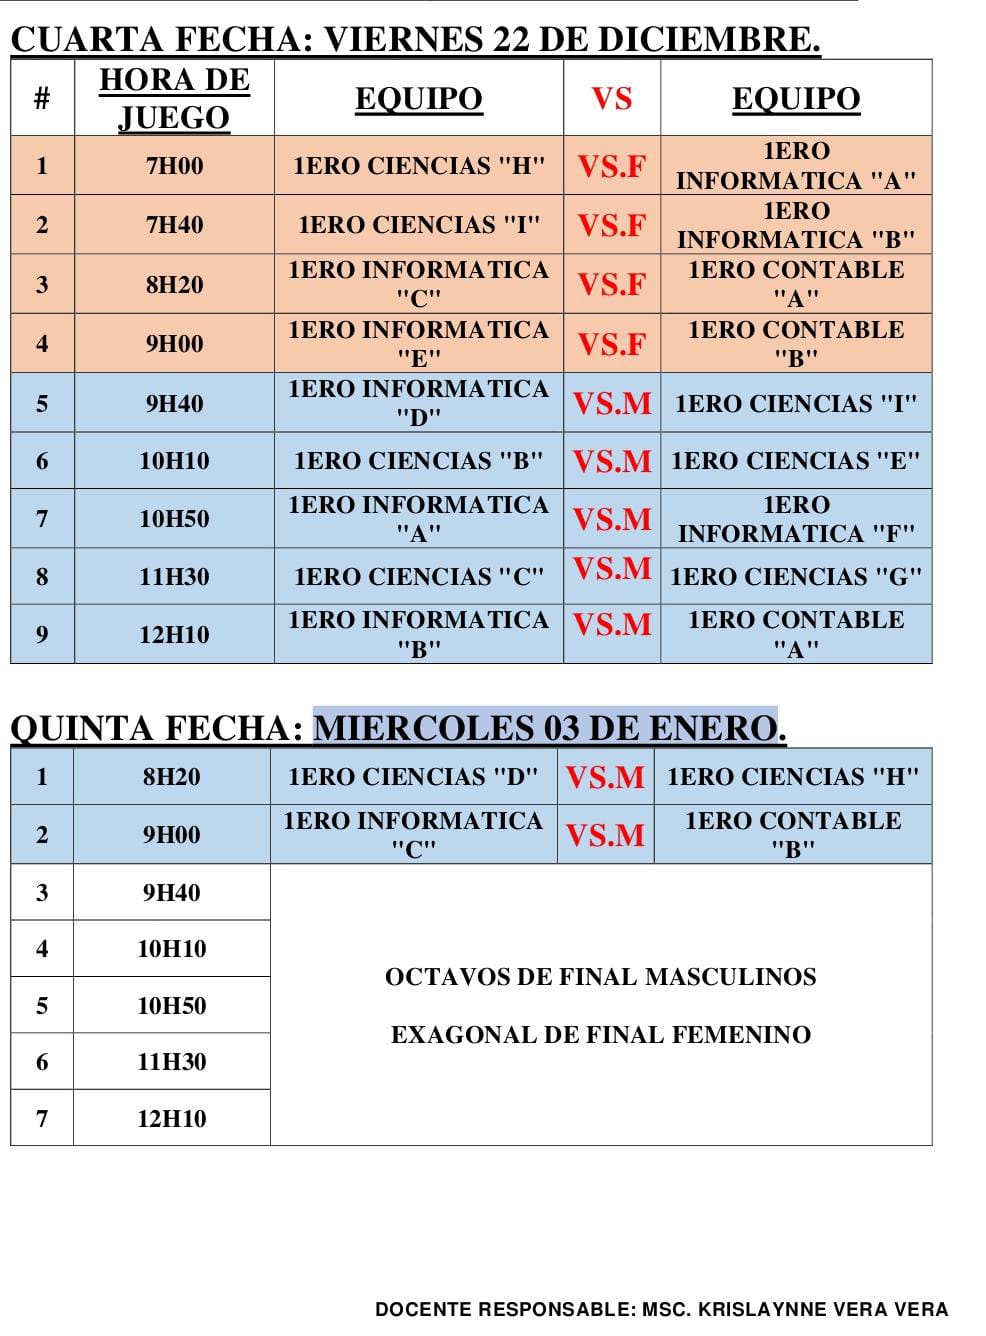 CUARTA FECHA: VIERNES 22 DE DICIEMBRE.
# HORA DE JUEGO EQUIPO VS EQUIPO
1 7H00 1ERO CIENCIAS "H" VS.F 1ERO INFORMATICA "A"
2 7H40 1ERO CIENCIAS "I" VS.F 1ERO INFORMATICA "B"
3 8H20 1ERO INFORMATICA "C" VS.F 1ERO CONTABLE "A"
4 9H00 1ERO INFORMATICA "E" VS.F 1ERO CONTABLE "B"
5 9H40 1ERO INFORMATICA "D" VS.M 1ERO CIENCIAS "I"
6 10H10 1ERO CIENCIAS "B" VS.M 1ERO CIENCIAS "E"
7 10H50 1ERO INFORMATICA "A" VS.M 1ERO INFORMATICA "F"
8 11H30 1ERO CIENCIAS "C" VS.M 1ERO CIENCIAS "G"
9 12H10 1ERO INFORMATICA "B" VS.M 1ERO CONTABLE "A"
QUINTA FECHA: MIERCOLES 03 DE ENERO.
1 8H20 1ERO CIENCIAS "D" VS.M 1ERO CIENCIAS "H"
2 9H00 1ERO INFORMATICA "C" VS.M 1ERO CONTABLE "B"
3 9H40
4 10H10
5 10H50
6 11H30
7 12H10
OCTAVOS DE FINAL MASCULINOS
EXAGONAL DE FINAL FEMENINO
DOCENTE RESPONSABLE: MSC. KRISLAYNNE VERA VERA